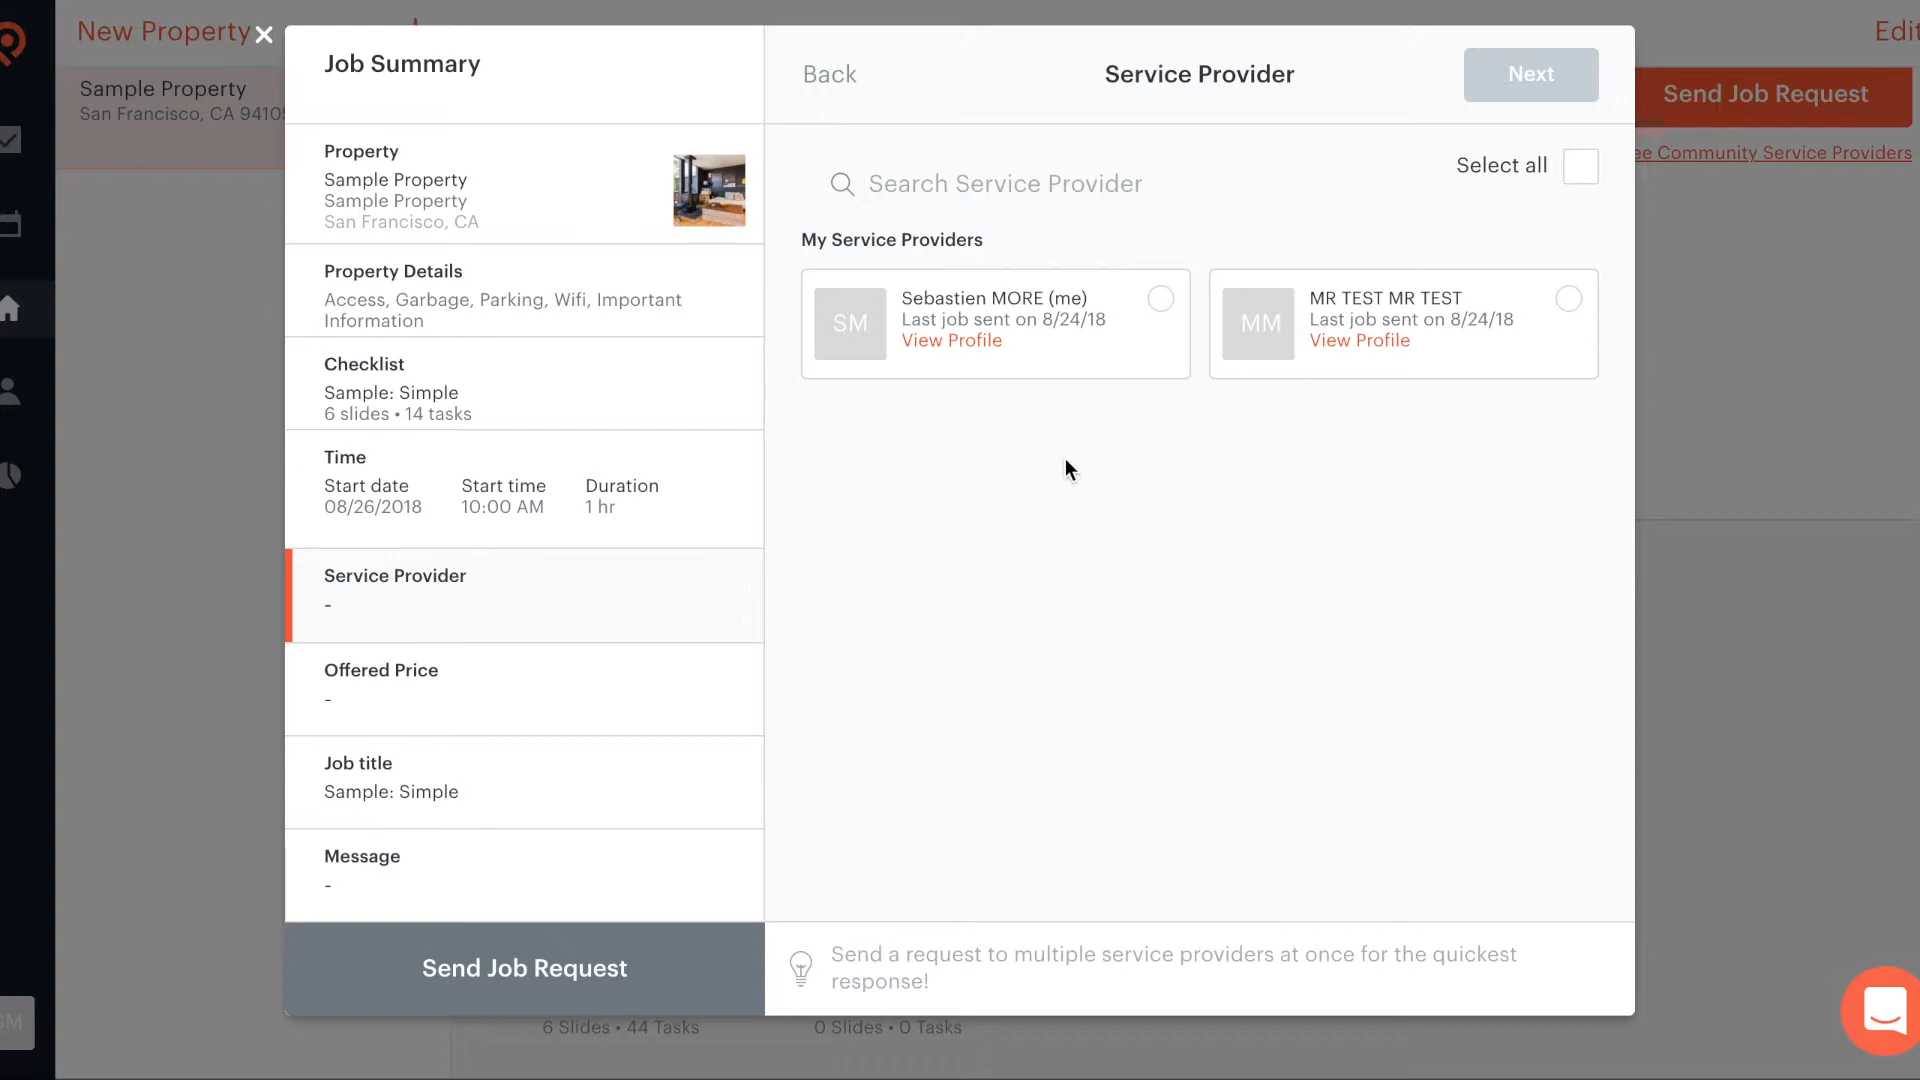 New Property
Edit
Sample Property
San Francisco, CA 94105
Send Job Request
ee Community Service Providers
Job Summary
Property
Sample Property
Sample Property
San Francisco, CA
Property Details
Access, Garbage, Parking, Wifi, Important
Information
Checklist
Sample: Simple
6 slides • 14 tasks
Time
Start date Start time Duration
08/26/2018 10:00 AM 1 hr
Service Provider
-
Offered Price
-
Job title
Sample: Simple
Message
-
Send Job Request
Back
Service Provider
Next
Select all
Search Service Provider
My Service Providers
SM
Sebastien MORE (me)
Last job sent on 8/24/18
View Profile
MM
MR TEST MR TEST
Last job sent on 8/24/18
View Profile
Send a request to multiple service providers at once for the quickest
response!
SM
6 Slides • 44 Tasks
0 Slides • 0 Tasks